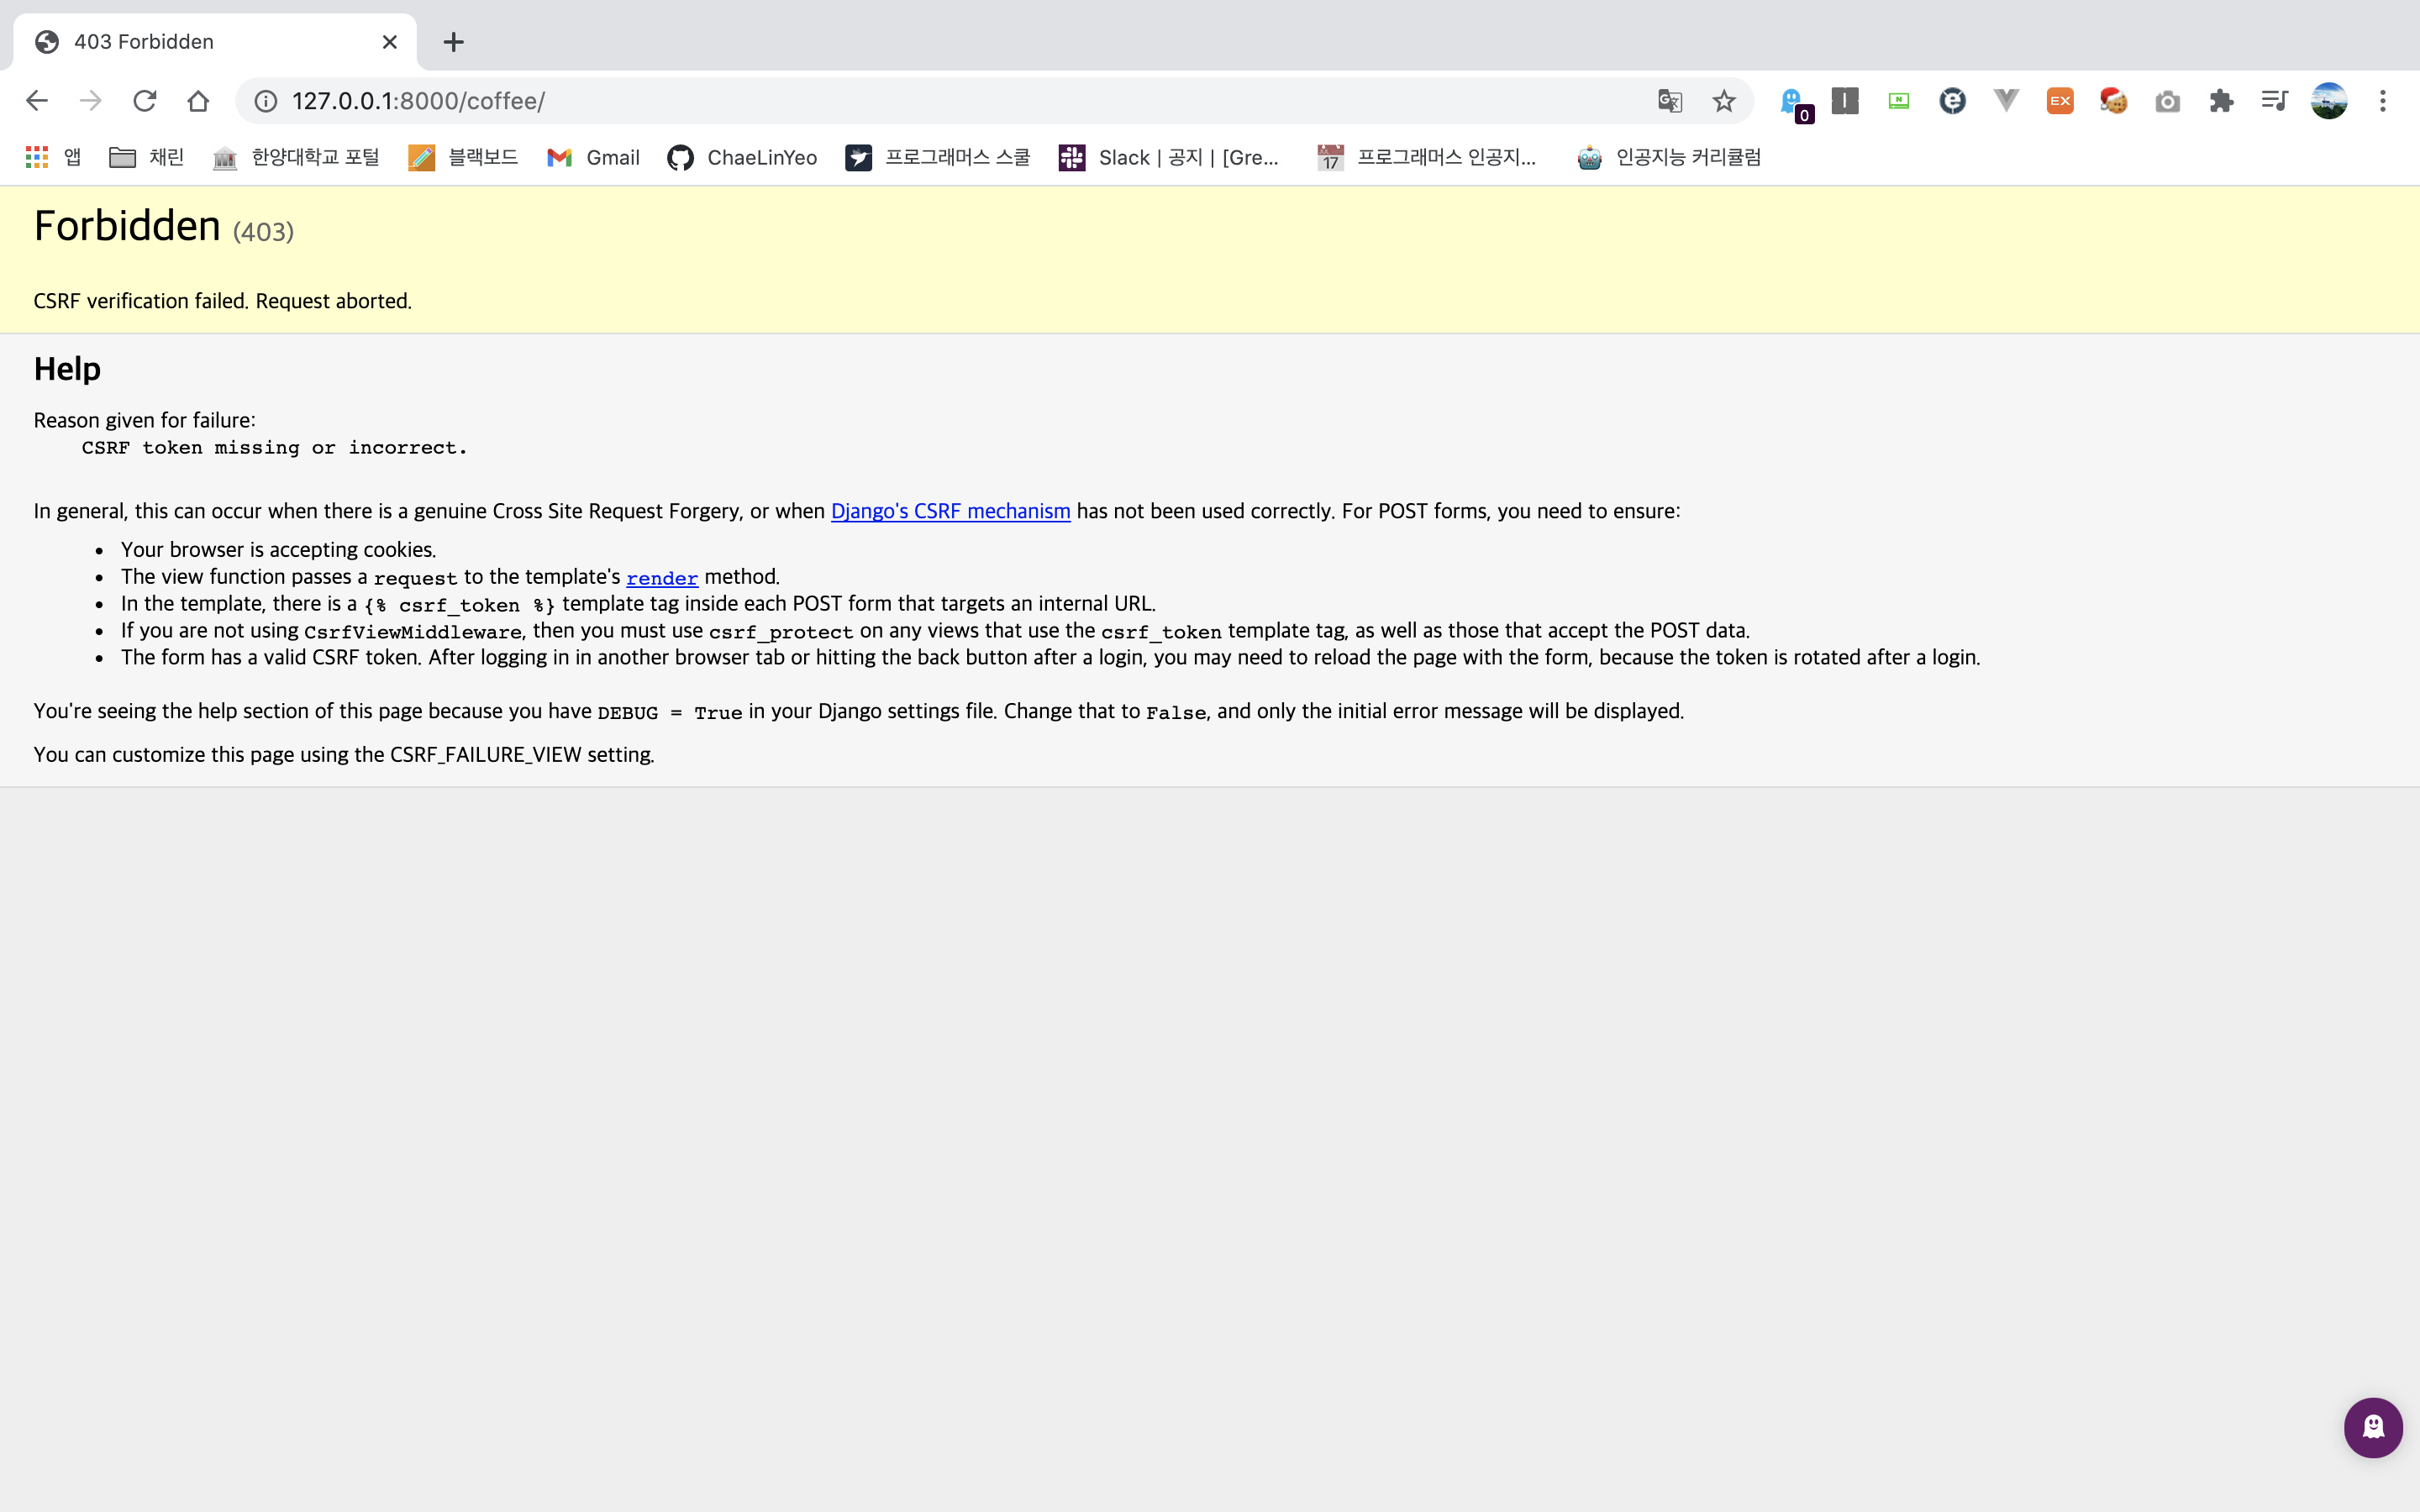 403 Forbidden
127.0.0.1:8000/coffee/
0
N
EX
앱
채린
한양대학교 포털
블랙보드
Gmail
ChaeLinYeo
프로그래머스 스쿨
Slack | 공지 | [Gre...
17
프로그래머스 인공지...
인공지능 커리큘럼
Forbidden (403)
CSRF verification failed. Request aborted.
Help
Reason given for failure:
CSRF token missing or incorrect.
In general, this can occur when there is a genuine Cross Site Request Forgery, or when Django's CSRF mechanism has not been used correctly. For POST forms, you need to ensure:
• Your browser is accepting cookies.
• The view function passes a request to the template's render method.
• In the template, there is a {% csrf_token %} template tag inside each POST form that targets an internal URL.
• If you are not using CsrfViewMiddleware, then you must use csrf_protect on any views that use the csrf_token template tag, as well as those that accept the POST data.
• The form has a valid CSRF token. After logging in in another browser tab or hitting the back button after a login, you may need to reload the page with the form, because the token is rotated after a login.
You're seeing the help section of this page because you have DEBUG = True in your Django settings file. Change that to False, and only the initial error message will be displayed.
You can customize this page using the CSRF_FAILURE_VIEW setting.